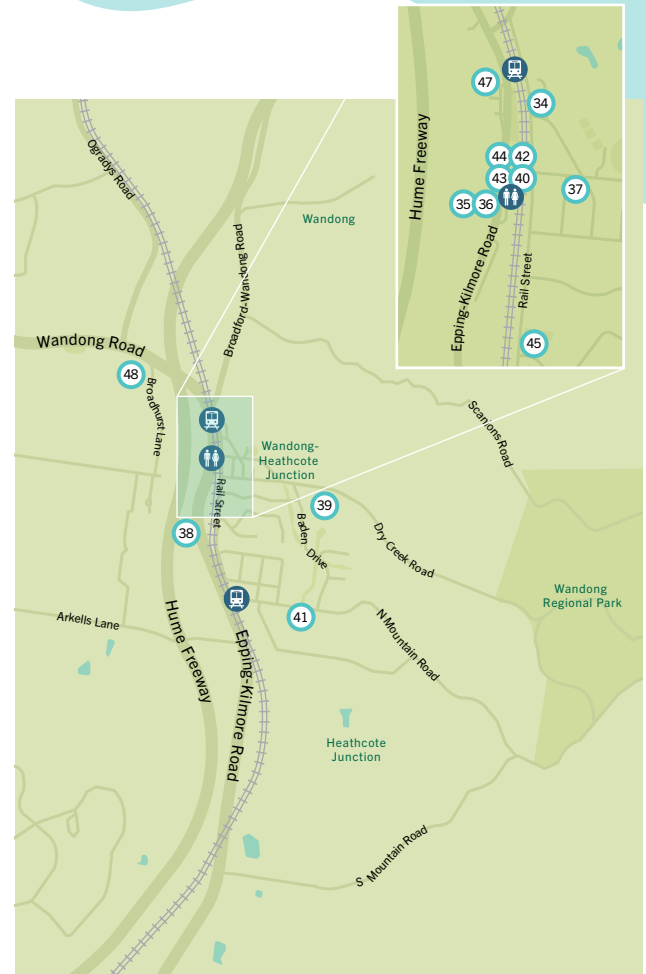 47
34
44
42
43
40
37
35
36
Hume Freeway
Epping-Kilmore Road
Rail Street
45
Ogradys Road
Wandong
Broadford-Wandong Road
Wandong Road
48
Broadhurst Lane
Scanlons Road
Wandong-
Heathcote
Junction
Rail Street
39
38
Baden
Drive
Dry Creek Road
Wandong
Regional Park
Arkells Lane
41
N Mountain Road
Hume Freeway
Epping-Kilmore Road
Heathcote
Junction
S Mountain Road